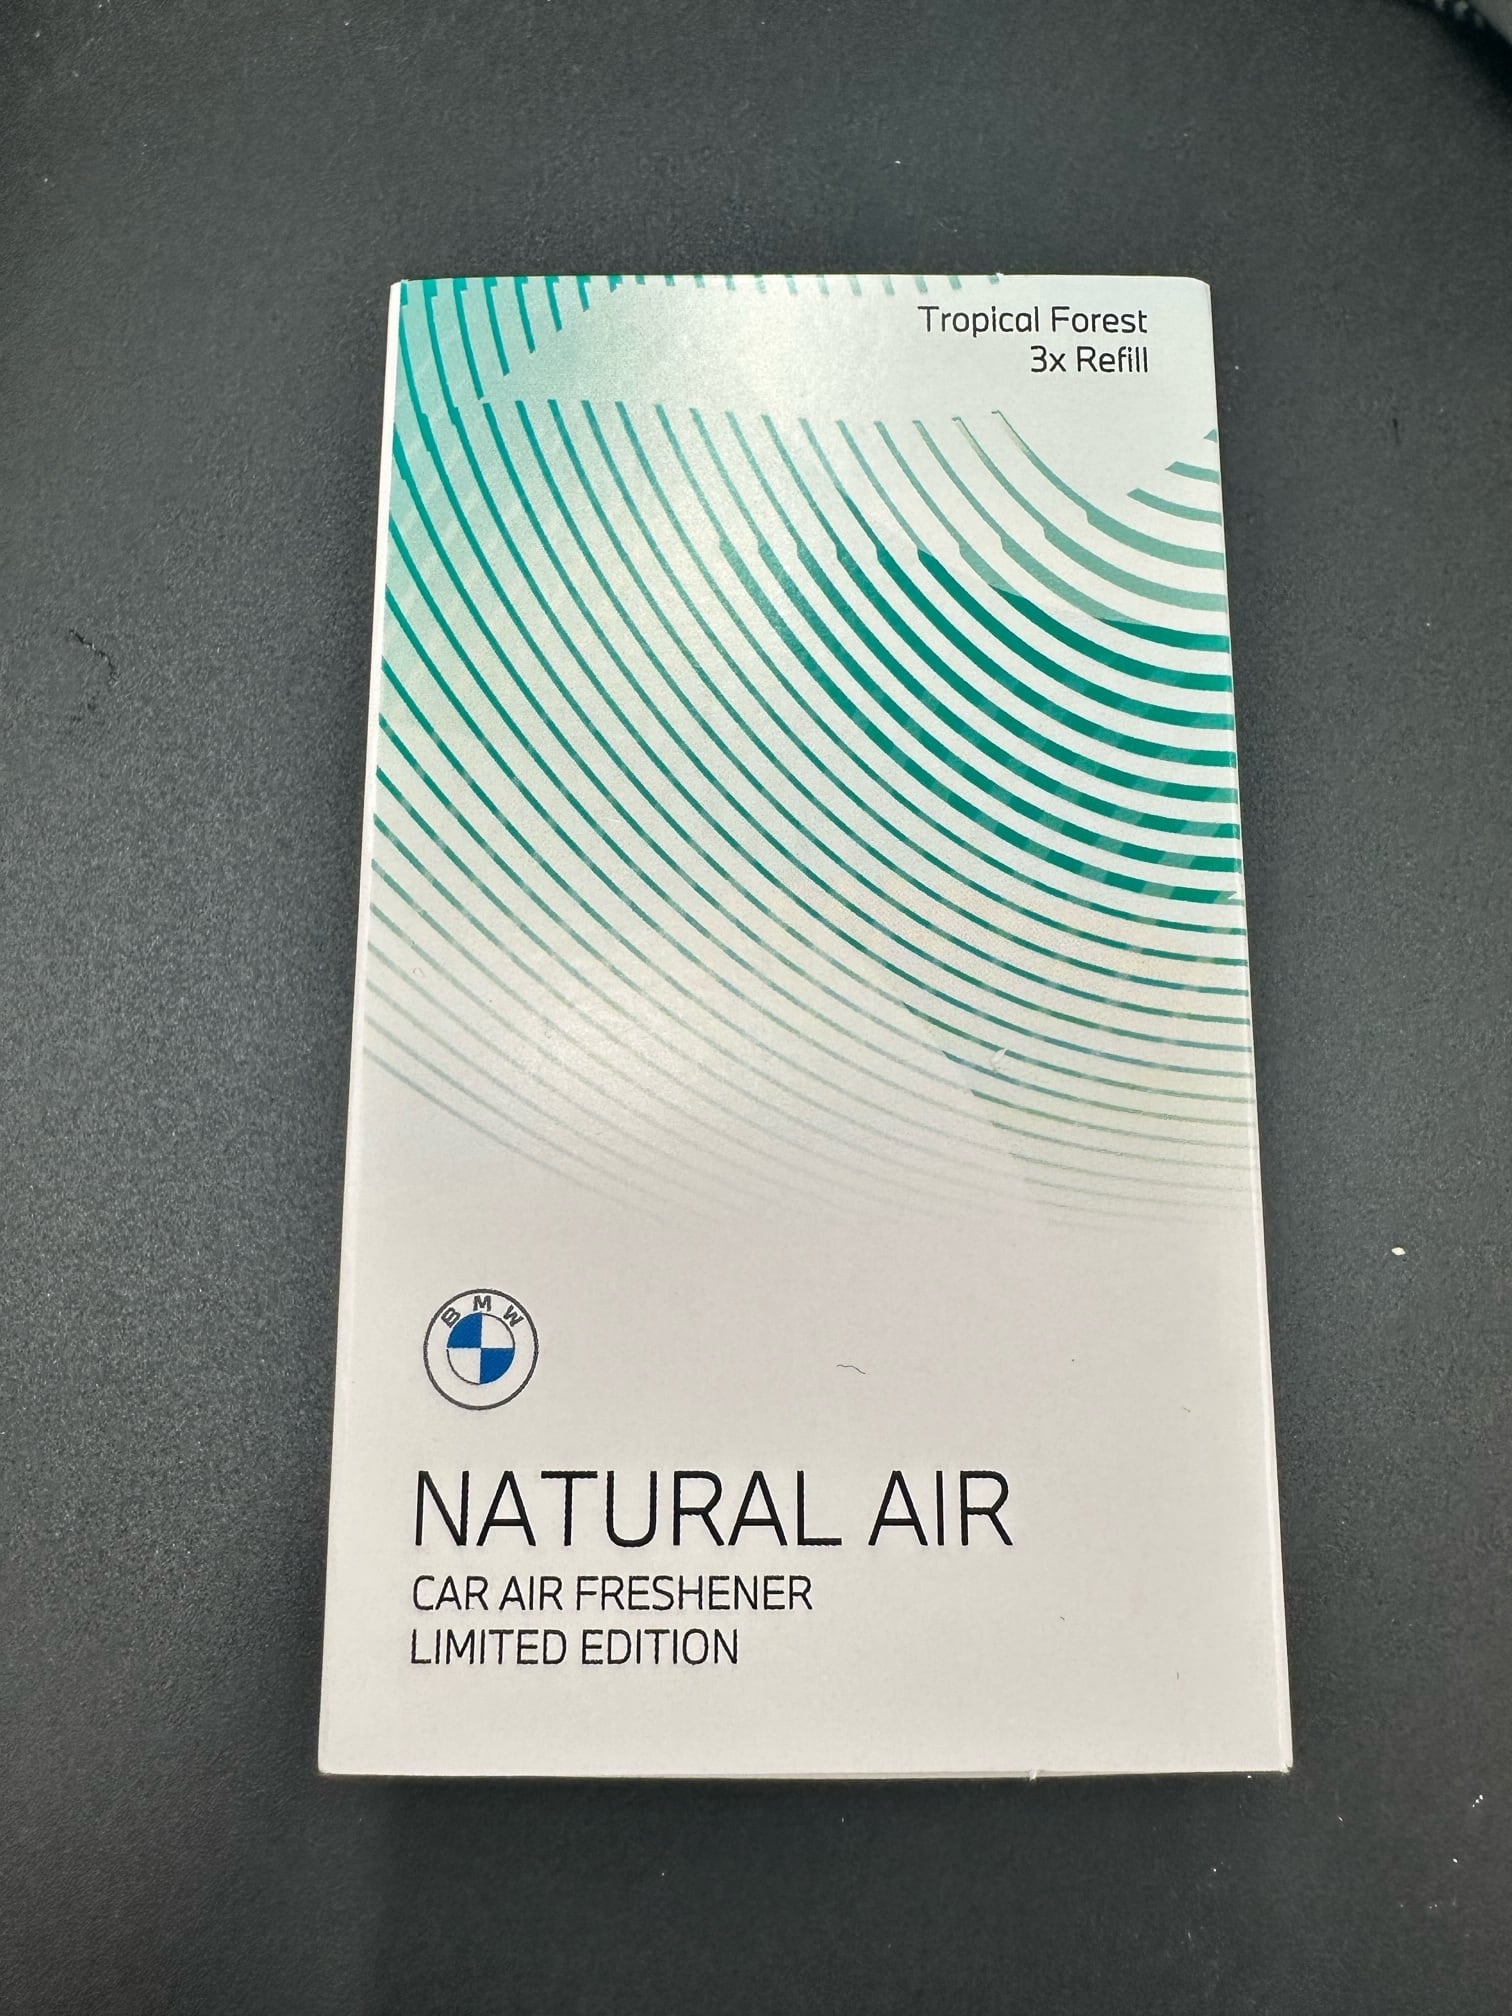 Tropical Forest
3x Refill
BMW
NATURAL AIR
CAR AIR FRESHENER
LIMITED EDITION